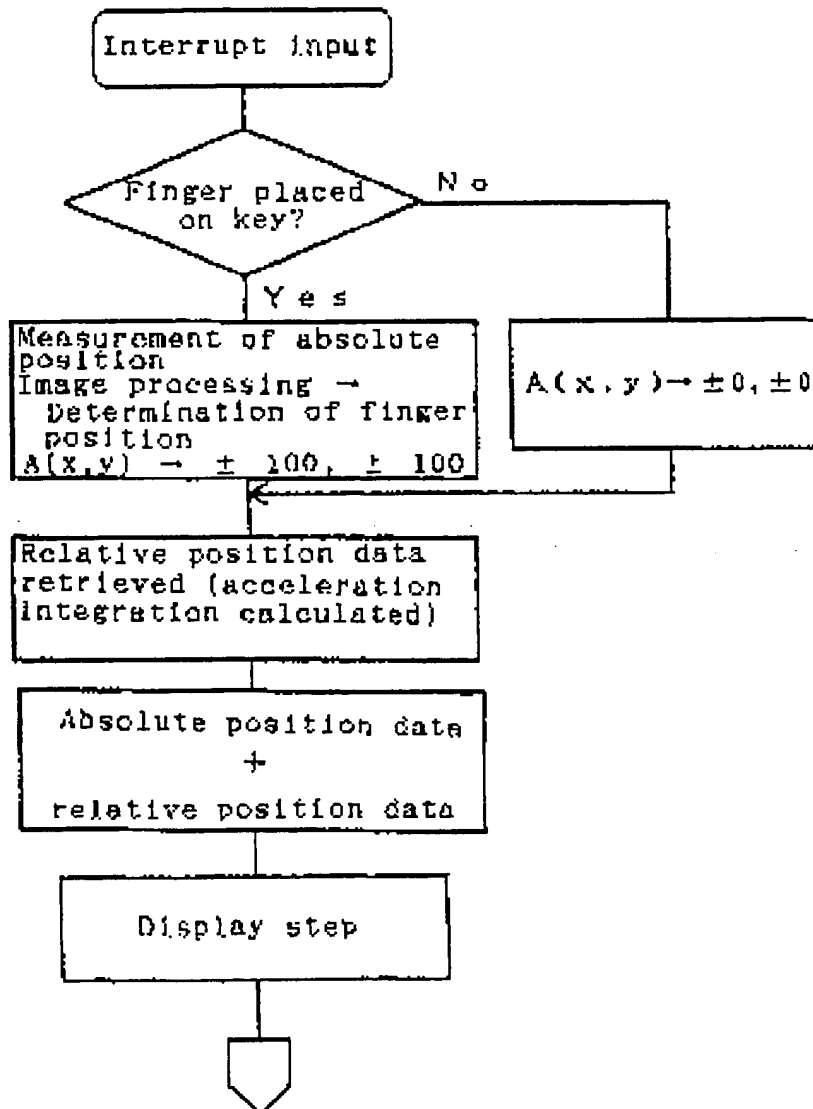 Interrupt input
Finger placed
on key?
No
Yes
Measurement of absolute
position
Image processing →
Determination of finger
position
A(x,y) → ± 100, ± 100
A(x,y)→ ±0, ±0
Relative position data
retrieved (acceleration
integration calculated)
Absolute position data
+
relative position data
Display step